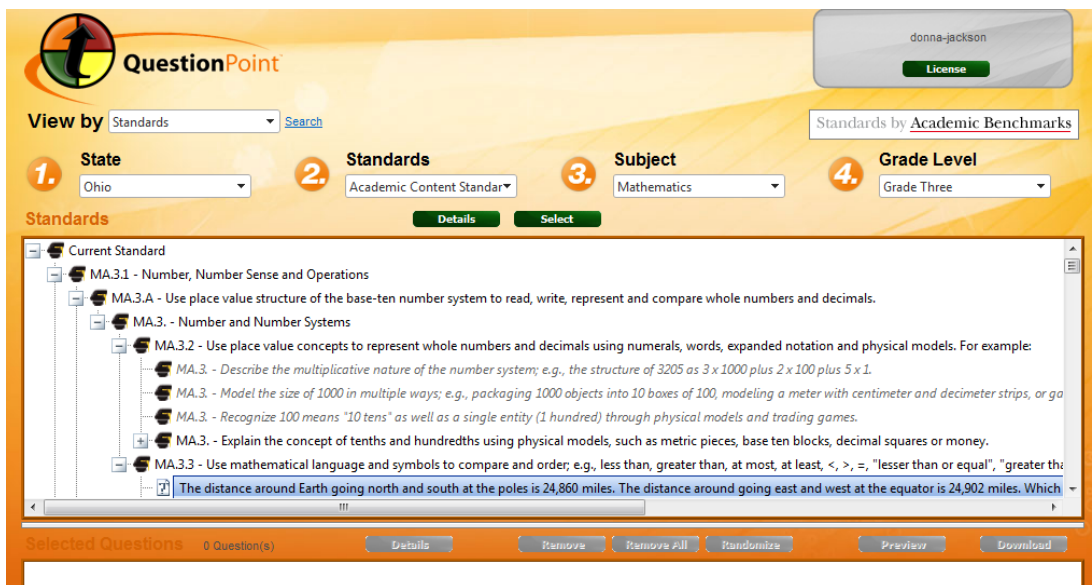 donna-jackson
QuestionPoint
License
View by Standards Search
Standards by Academic Benchmarks
1. State 2. Standards 3. Subject 4. Grade Level
Ohio Academic Content Standar Mathematics Grade Three
Standards Details Select
Current Standard
MA.3.1 - Number, Number Sense and Operations
MA.3.A - Use place value structure of the base-ten number system to read, write, represent and compare whole numbers and decimals.
MA.3. - Number and Number Systems
MA.3.2 - Use place value concepts to represent whole numbers and decimals using numerals, words, expanded notation and physical models. For example:
MA.3. - Describe the multiplicative nature of the number system; e.g., the structure of 3205 as 3 x 1000 plus 2 x 100 plus 5 x 1.
MA.3. - Model the size of 1000 in multiple ways; e.g., packaging 1000 objects into 10 boxes of 100, modeling a meter with centimeter and decimeter strips, or ga
MA.3. - Recognize 100 means "10 tens" as well as a single entity (1 hundred) through physical models and trading games.
MA.3. - Explain the concept of tenths and hundredths using physical models, such as metric pieces, base ten blocks, decimal squares or money.
MA.3.3 - Use mathematical language and symbols to compare and order; e.g., less than, greater than, at most, at least, <, >, =, "lesser than or equal", "greater tha
The distance around Earth going north and south at the poles is 24,860 miles. The distance around going east and west at the equator is 24,902 miles. Which
Selected Questions 0 Question(s) Details Remove Remove All Randomize Preview Download